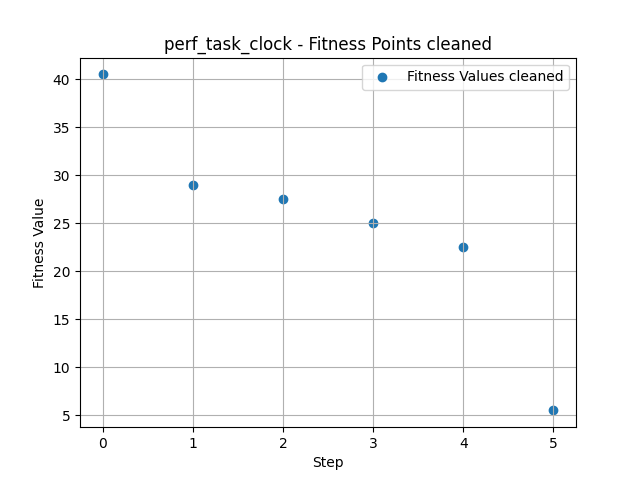 perf_task_clock - Fitness Points cleaned
Fitness Values cleaned
40
35
30
25
20
15
10
5
Fitness Value
0 1 2 3 4 5
Step